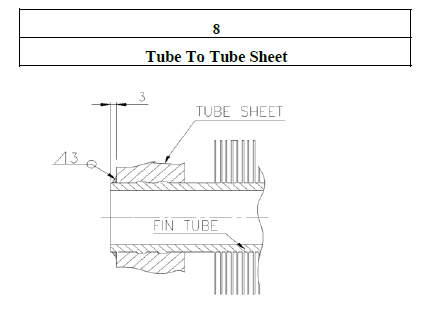 8
Tube To Tube Sheet
3
TUBE SHEET
3
FIN TUBE